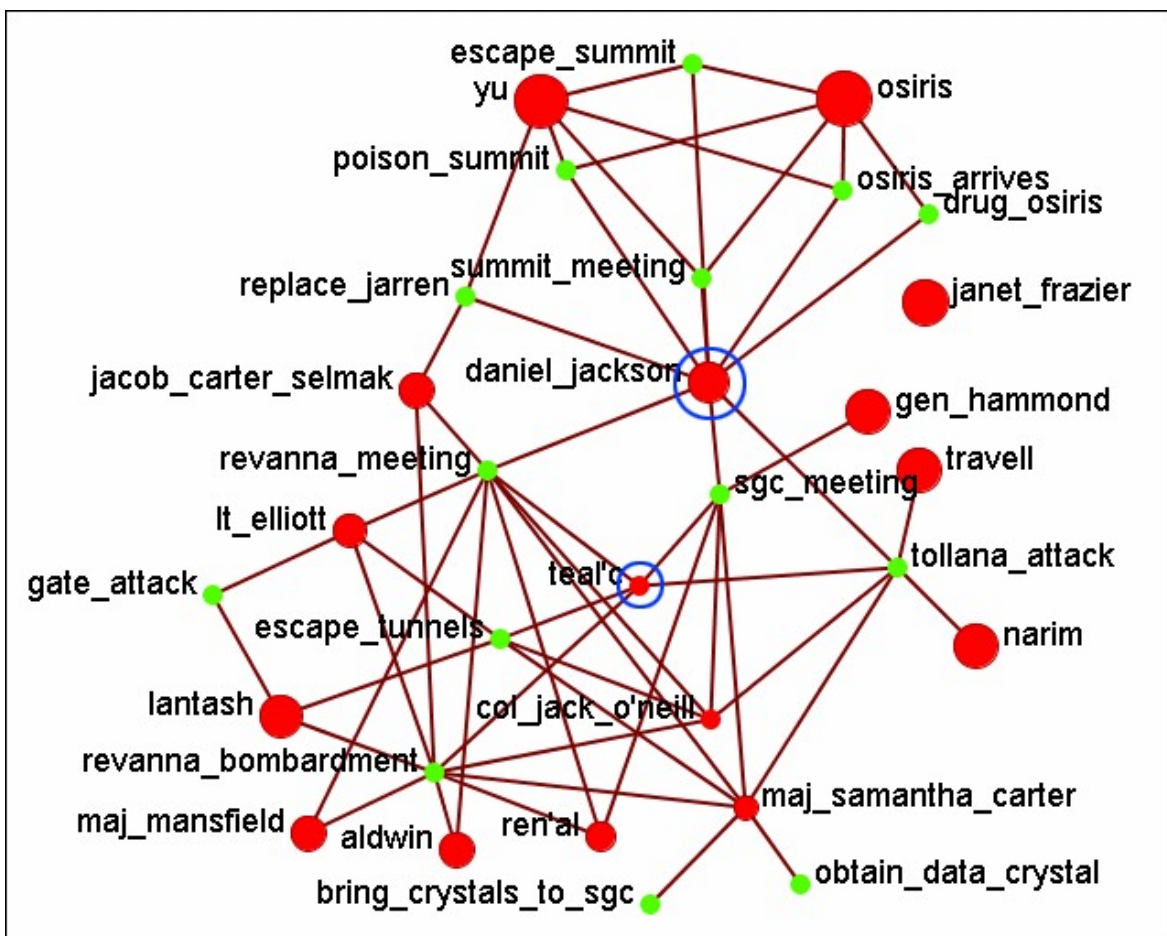 escape_summit
yu
osiris
poison_summit
osiris_arrives
drug_osiris
summit_meeting
replace_jarren
janet_frazier
daniel_jackson
jacob_carter_selmak
gen_hammond
revanna_meeting
travell
sgc_meeting
lt_elliott
tollana_attack
teal'c
gate_attack
escape_tunnels
narim
lantash
col_jack_o'neill
revanna_bombardment
maj_samantha_carter
maj_mansfield
aldwin
ren'al
obtain_data_crystal
bring_crystals_to_sgc